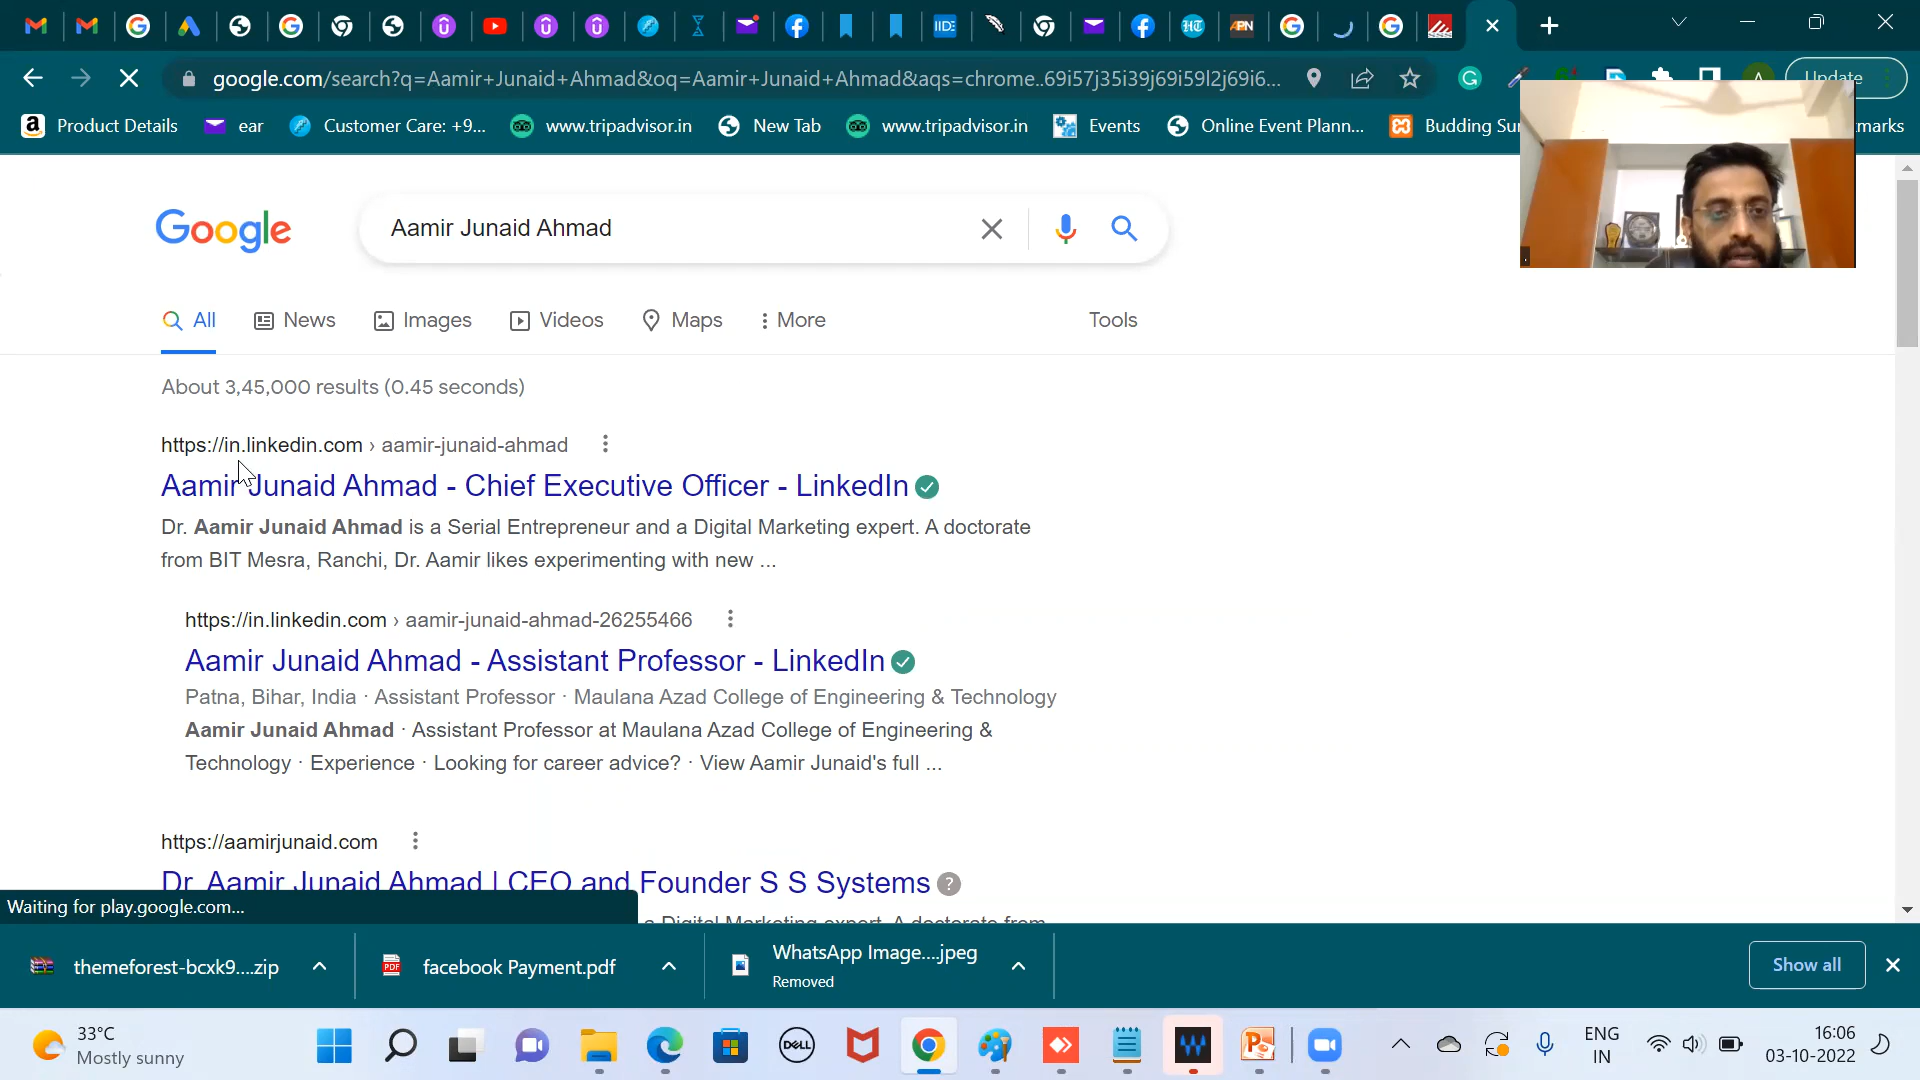 google.com/search?q=Aamir+Junaid+Ahmad&oq=Aamir+Junaid+Ahmad&aqs=chrome..69i57j35i39j69i59l2j69i6...
Update
Product Details
ear
Customer Care: +9...
www.tripadvisor.in
New Tab
www.tripadvisor.in
Events
Online Event Plann...
Budding Su
marks
Google
Aamir Junaid Ahmad
All
News
Images
Videos
Maps
More
Tools
About 3,45,000 results (0.45 seconds)
https://in.linkedin.com › aamir-junaid-ahmad
Aamir Junaid Ahmad - Chief Executive Officer - LinkedIn
Dr. Aamir Junaid Ahmad is a Serial Entrepreneur and a Digital Marketing expert. A doctorate
from BIT Mesra, Ranchi, Dr. Aamir likes experimenting with new ...
https://in.linkedin.com › aamir-junaid-ahmad-26255466
Aamir Junaid Ahmad - Assistant Professor - LinkedIn
Patna, Bihar, India · Assistant Professor · Maulana Azad College of Engineering & Technology
Aamir Junaid Ahmad · Assistant Professor at Maulana Azad College of Engineering &
Technology · Experience · Looking for career advice? · View Aamir Junaid's full ...
https://aamirjunaid.com
Dr. Aamir Junaid Ahmad | CEO and Founder S S Systems
a Digital Marketing expert. A doctorate from
Waiting for play.google.com...
themeforest-bcxk9....zip
facebook Payment.pdf
WhatsApp Image....jpeg
Removed
Show all
33°C
Mostly sunny
DELL
ENG
IN
16:06
03-10-2022